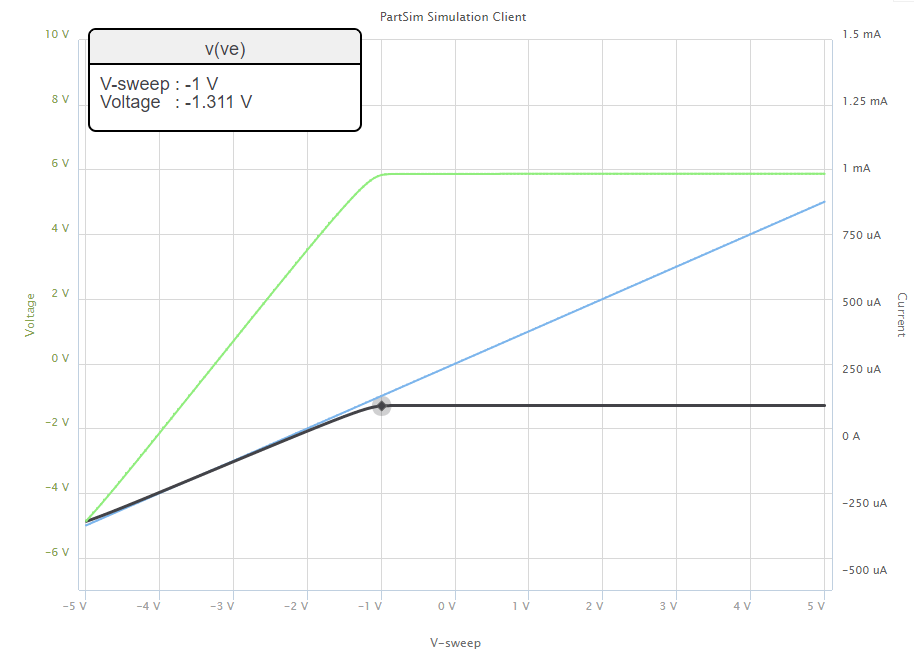 PartSim Simulation Client
v(ve)
V-sweep : -1 V
Voltage : -1.311 V
10 V
8 V
6 V
4 V
2 V
0 V
−2 V
−4 V
−6 V
Voltage
1.5 mA
1.25 mA
1 mA
750 uA
500 uA
250 uA
0 A
−250 uA
−500 uA
Current
−5 V −4 V −3 V −2 V −1 V 0 V 1 V 2 V 3 V 4 V 5 V
V-sweep